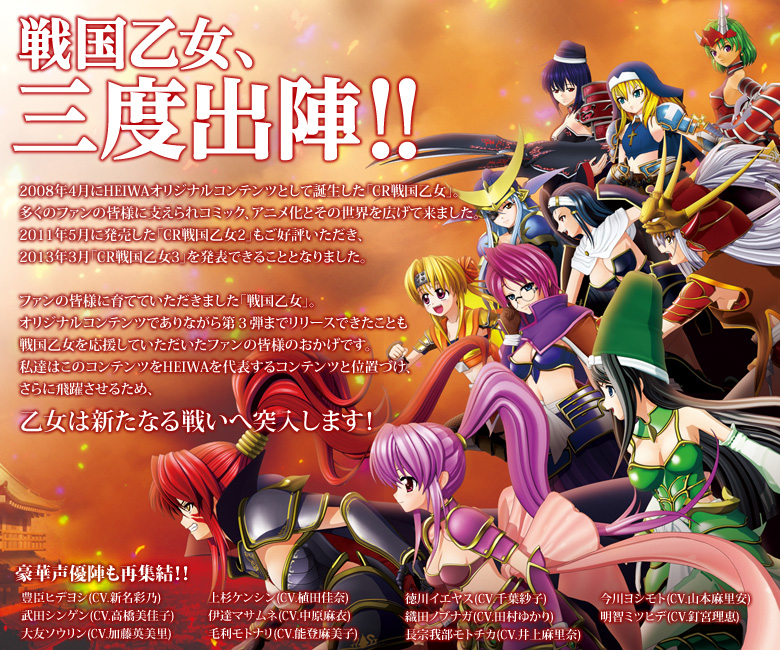 戦国乙女、
三度出陣!!
2008年4月にHEIWAオリジナルコンテンツとして誕生した「CR戦国乙女」。
多くのファンの皆様に支えられコミック、アニメ化とその世界を広げて来ました。
2011年5月に発売した「CR戦国乙女2」もご好評いただき、
2013年3月「CR戦国乙女3」を発表できることとなりました。
ファンの皆様に育てていただきました「戦国乙女」。
オリジナルコンテンツでありながら第3弾までリリースできたことも
戦国乙女を応援していただいたファンの皆様のおかげです。
私達はこのコンテンツをHEIWAを代表するコンテンツと位置づけ、
さらに飛躍させるため、
乙女は新たなる戦いへ突入します!
豪華声優陣も再集結!!
豊臣ヒデヨシ(CV.新名彩乃) 上杉ケンシン(CV.植田佳奈) 徳川イエヤス(CV.千葉紗子) 今川ヨシモト(CV.山本麻里安)
武田シンゲン(CV.高橋美佳子) 伊達マサムネ(CV.中原麻衣) 織田ノブナガ(CV.田村ゆかり) 明智ミツヒデ(CV.釘宮理恵)
大友ソウリン(CV.加藤英美里) 毛利モトナリ(CV.能登麻美子) 長宗我部モトチカ(CV.井上麻里奈)